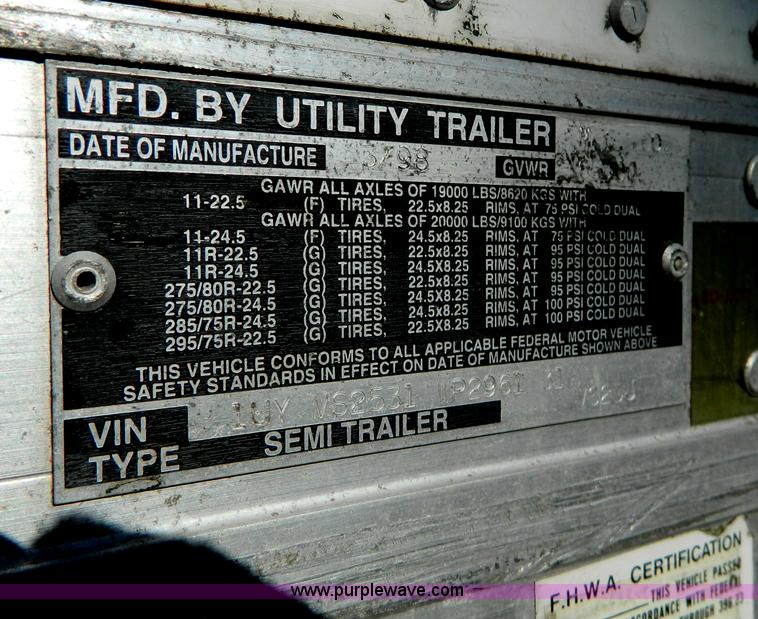 MFD. BY UTILITY TRAILER
DATE OF MANUFACTURE 3/98 GVWR
GAWR ALL AXLES OF 19000 LBS/8620 KGS WITH
11-22.5 (F) TIRES, 22.5x8.25 RIMS, AT 75 PSI COLD DUAL
GAWR ALL AXLES OF 20000 LBS/9100 KGS WITH
11-24.5 (F) TIRES, 24.5x8.25 RIMS, AT 75 PSI COLD DUAL
11R-22.5 (G) TIRES, 22.5x8.25 RIMS, AT 95 PSI COLD DUAL
11R-24.5 (G) TIRES, 24.5X8.25 RIMS, AT 95 PSI COLD DUAL
275/80R-22.5 (G) TIRES, 22.5X8.25 RIMS, AT 95 PSI COLD DUAL
275/80R-24.5 (G) TIRES, 24.5X8.25 RIMS, AT 95 PSI COLD DUAL
285/75R-24.5 (G) TIRES, 24.5X8.25 RIMS, AT 100 PSI COLD DUAL
295/75R-22.5 (G) TIRES, 22.5X8.25 RIMS, AT 100 PSI COLD DUAL
THIS VEHICLE CONFORMS TO ALL APPLICABLE FEDERAL MOTOR VEHICLE
SAFETY STANDARDS IN EFFECT ON DATE OF MANUFACTURE SHOWN ABOVE
VIN
TYPE SEMI TRAILER
F.H.W.A. CERTIFICATION
THIS VEHICLE PASSED
WITH
THROUGH 396.23
www.purplewave.com